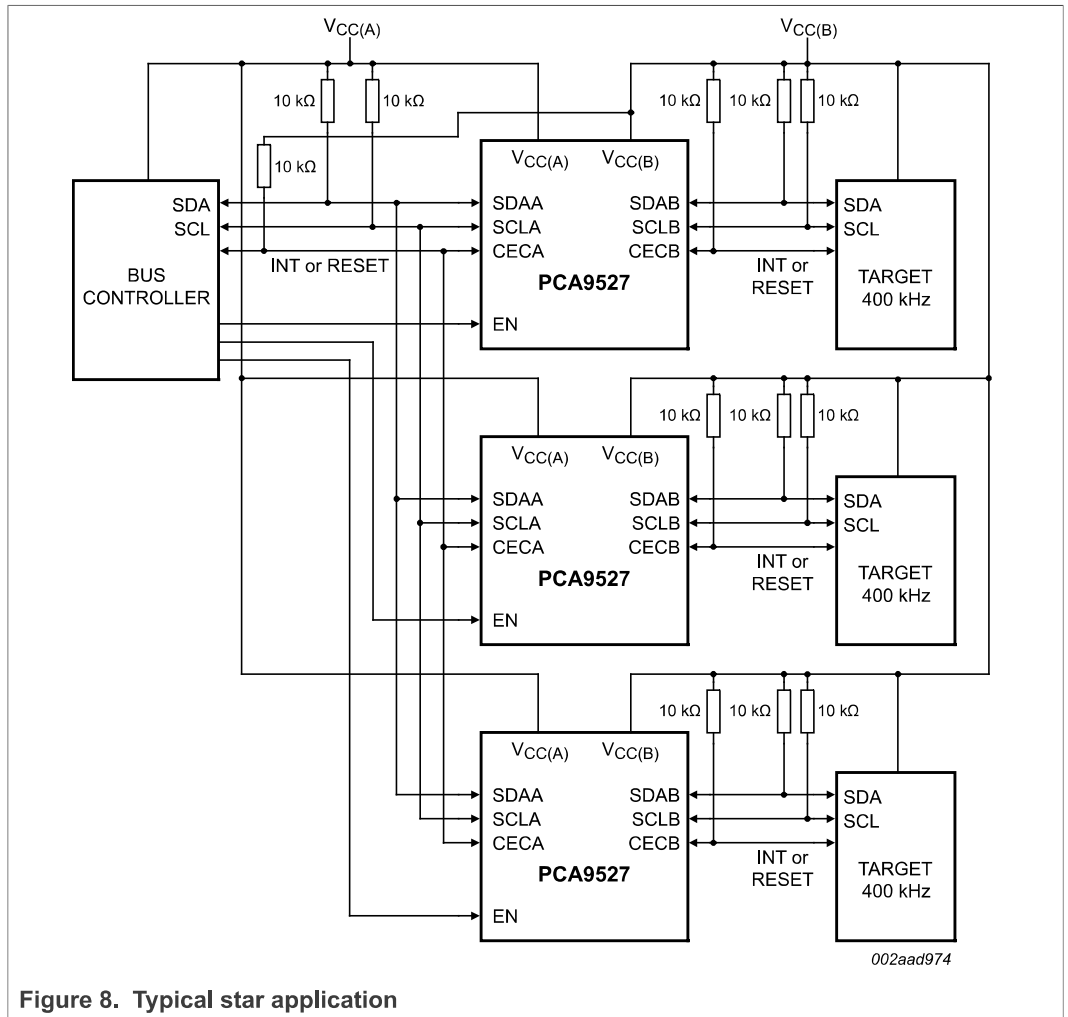 VCC(A)
VCC(B)
10 kΩ
10 kΩ
10 kΩ
10 kΩ
10 kΩ
10 kΩ
VCC(A)
VCC(B)
SDA
SCL
INT or RESET
BUS
CONTROLLER
SDAA
SCLA
CECA
SDAB
SCLB
CECB
PCA9527
EN
INT or
RESET
SDA
SCL
TARGET
400 kHz
10 kΩ
10 kΩ
10 kΩ
VCC(A)
VCC(B)
SDAA
SCLA
CECA
SDAB
SCLB
CECB
PCA9527
EN
INT or
RESET
SDA
SCL
TARGET
400 kHz
10 kΩ
10 kΩ
10 kΩ
VCC(A)
VCC(B)
SDAA
SCLA
CECA
SDAB
SCLB
CECB
PCA9527
EN
INT or
RESET
SDA
SCL
TARGET
400 kHz
002aad974
Figure 8. Typical star application